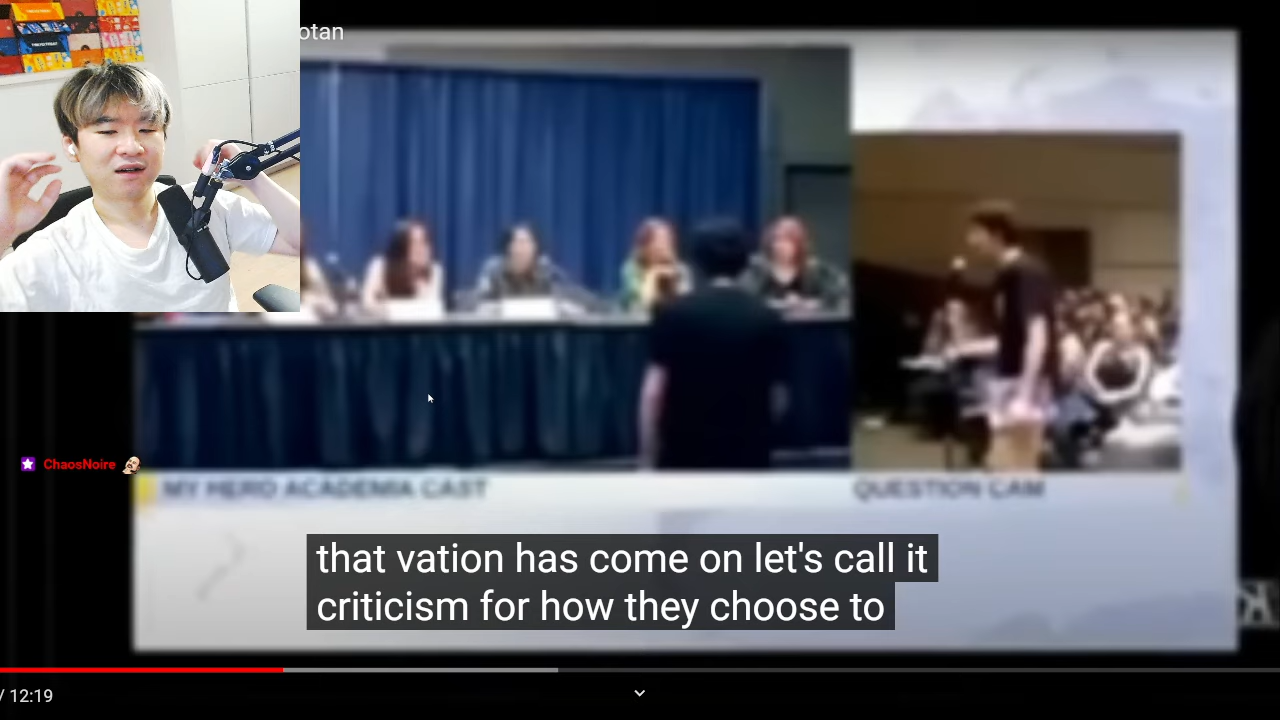 otan
ChaosNoire
MY HERO ACADEMIA CAST
QUESTION CAM
that vation has come on let's call it
criticism for how they choose to
/ 12:19